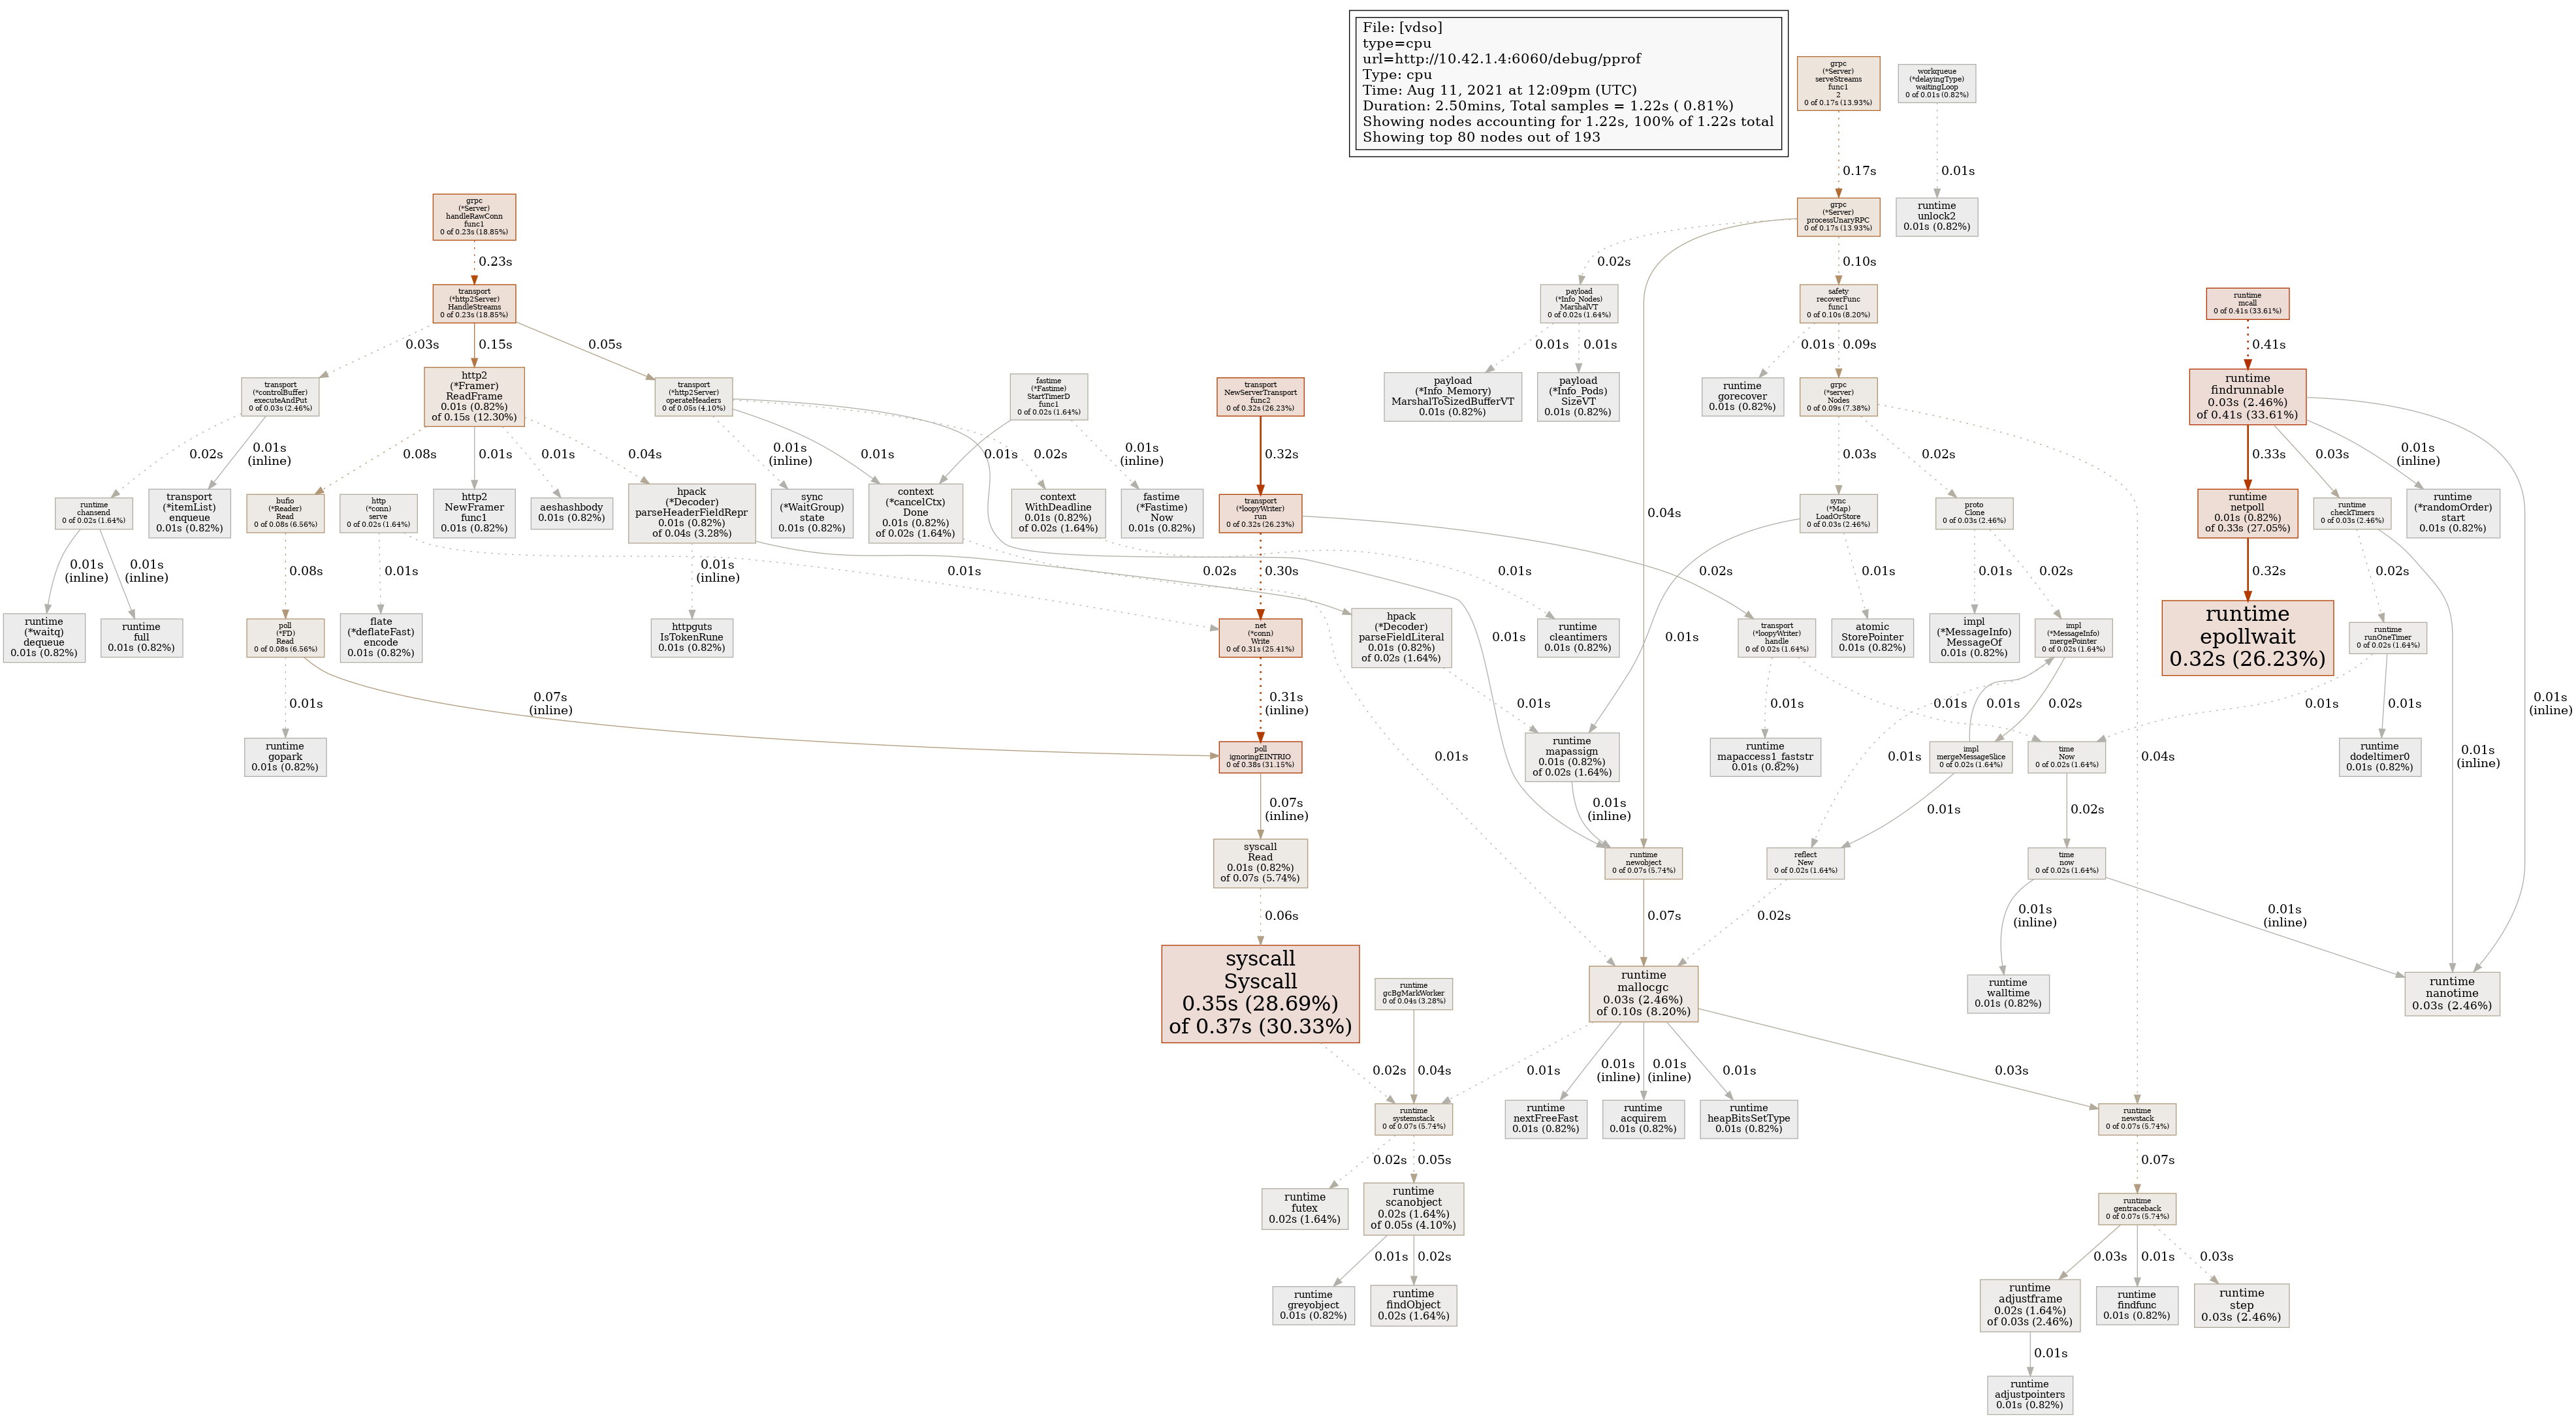 File: [vdso]
type=cpu
url=http://10.42.1.4:6060/debug/pprof
Type: cpu
Time: Aug 11, 2021 at 12:09pm (UTC)
Duration: 2.50mins, Total samples = 1.22s ( 0.81%)
Showing nodes accounting for 1.22s, 100% of 1.22s total
Showing top 80 nodes out of 193
grpc
(*Server)
serveStreams
func1
2
0 of 0.17s (13.93%)
workqueue
(*delayingType)
waitingLoop
0 of 0.01s (0.82%)
0.17s
0.01s
grpc
(*Server)
handleRawConn
func1
0 of 0.23s (18.85%)
grpc
(*Server)
processUnaryRPC
0 of 0.17s (13.93%)
runtime
unlock2
0.01s (0.82%)
0.23s
0.02s
0.10s
transport
(*http2Server)
HandleStreams
0 of 0.23s (18.85%)
payload
(*Info_Nodes)
MarshalVT
0 of 0.02s (1.64%)
safety
recoverFunc
func1
0 of 0.10s (8.20%)
runtime
mcall
0 of 0.41s (33.61%)
0.03s
0.15s
0.05s
0.01s
0.01s
0.01s
0.09s
0.41s
transport
(*controlBuffer)
executeAndPut
0 of 0.03s (2.46%)
http2
(*Framer)
ReadFrame
0.01s (0.82%)
of 0.15s (12.30%)
transport
(*http2Server)
operateHeaders
0 of 0.05s (4.10%)
fastime
(*Fastime)
StartTimerD
func1
0 of 0.02s (1.64%)
transport
NewServerTransport
func2
0 of 0.32s (26.23%)
payload
(*Info_Memory)
MarshalToSizedBufferVT
0.01s (0.82%)
payload
(*Info_Pods)
SizeVT
0.01s (0.82%)
runtime
gorecover
0.01s (0.82%)
grpc
(*server)
Nodes
0 of 0.09s (7.38%)
runtime
findrunnable
0.03s (2.46%)
of 0.41s (33.61%)
0.02s
0.01s
(inline)
0.08s
0.01s
0.01s
0.04s
0.01s
(inline)
0.01s
0.01s
0.02s
0.01s
(inline)
0.32s
0.04s
0.03s
0.02s
0.04s
0.33s
0.03s
0.01s
(inline)
0.01s
(inline)
runtime
chansend
0 of 0.02s (1.64%)
transport
(*itemList)
enqueue
0.01s (0.82%)
bufio
(*Reader)
Read
0 of 0.08s (6.56%)
http
(*conn)
serve
0 of 0.02s (1.64%)
http2
NewFramer
func1
0.01s (0.82%)
aeshashbody
0.01s (0.82%)
hpack
(*Decoder)
parseHeaderFieldRepr
0.01s (0.82%)
of 0.04s (3.28%)
sync
(*WaitGroup)
state
0.01s (0.82%)
context
(*cancelCtx)
Done
0.01s (0.82%)
of 0.02s (1.64%)
context
WithDeadline
0.01s (0.82%)
of 0.02s (1.64%)
fastime
(*Fastime)
Now
0.01s (0.82%)
transport
(*loopyWriter)
run
0 of 0.32s (26.23%)
sync
(*Map)
LoadOrStore
0 of 0.03s (2.46%)
proto
Clone
0 of 0.03s (2.46%)
runtime
netpoll
0.01s (0.82%)
of 0.33s (27.05%)
runtime
checkTimers
0 of 0.03s (2.46%)
runtime
(*randomOrder)
start
0.01s (0.82%)
0.01s
(inline)
0.01s
(inline)
0.08s
0.01s
0.01s
0.01s
(inline)
0.02s
0.30s
0.01s
0.01s
0.01s
0.02s
0.01s
0.01s
0.01s
0.02s
0.32s
0.02s
0.01s
(inline)
runtime
(*waitq)
dequeue
0.01s (0.82%)
runtime
full
0.01s (0.82%)
poll
(*FD)
Read
0 of 0.08s (6.56%)
flate
(*deflateFast)
encode
0.01s (0.82%)
httpguts
IsTokenRune
0.01s (0.82%)
net
(*conn)
Write
0 of 0.31s (25.41%)
hpack
(*Decoder)
parseFieldLiteral
0.01s (0.82%)
of 0.02s (1.64%)
runtime
cleantimers
0.01s (0.82%)
transport
(*loopyWriter)
handle
0 of 0.02s (1.64%)
atomic
StorePointer
0.01s (0.82%)
impl
(*MessageInfo)
MessageOf
0.01s (0.82%)
impl
(*MessageInfo)
mergePointer
0 of 0.02s (1.64%)
runtime
epollwait
0.32s (26.23%)
runtime
runOneTimer
0 of 0.02s (1.64%)
0.01s
0.07s
(inline)
0.31s
(inline)
0.01s
0.01s
0.01s
0.01s
0.01s
0.02s
0.01s
0.01s
0.01s
runtime
gopark
0.01s (0.82%)
poll
ignoringEINTRIO
0 of 0.38s (31.15%)
runtime
mapassign
0.01s (0.82%)
of 0.02s (1.64%)
runtime
mapaccess1_faststr
0.01s (0.82%)
impl
mergeMessageSlice
0 of 0.02s (1.64%)
time
Now
0 of 0.02s (1.64%)
runtime
dodeltimer0
0.01s (0.82%)
0.07s
(inline)
0.01s
(inline)
0.01s
0.02s
syscall
Read
0.01s (0.82%)
of 0.07s (5.74%)
runtime
newobject
0 of 0.07s (5.74%)
reflect
New
0 of 0.02s (1.64%)
time
now
0 of 0.02s (1.64%)
0.06s
0.07s
0.02s
0.01s
(inline)
0.01s
(inline)
syscall
Syscall
0.35s (28.69%)
of 0.37s (30.33%)
runtime
gcBgMarkWorker
0 of 0.04s (3.28%)
runtime
mallocgc
0.03s (2.46%)
of 0.10s (8.20%)
runtime
walltime
0.01s (0.82%)
runtime
nanotime
0.03s (2.46%)
0.02s
0.04s
0.01s
0.01s
(inline)
0.01s
(inline)
0.01s
0.03s
runtime
systemstack
0 of 0.07s (5.74%)
runtime
nextFreeFast
0.01s (0.82%)
runtime
acquirem
0.01s (0.82%)
runtime
heapBitsSetType
0.01s (0.82%)
runtime
newstack
0 of 0.07s (5.74%)
0.02s
0.05s
0.07s
runtime
futex
0.02s (1.64%)
runtime
scanobject
0.02s (1.64%)
of 0.05s (4.10%)
runtime
gentraceback
0 of 0.07s (5.74%)
0.01s
0.02s
0.03s
0.01s
0.03s
runtime
greyobject
0.01s (0.82%)
runtime
findObject
0.02s (1.64%)
runtime
adjustframe
0.02s (1.64%)
of 0.03s (2.46%)
runtime
findfunc
0.01s (0.82%)
runtime
step
0.03s (2.46%)
0.01s
runtime
adjustpointers
0.01s (0.82%)